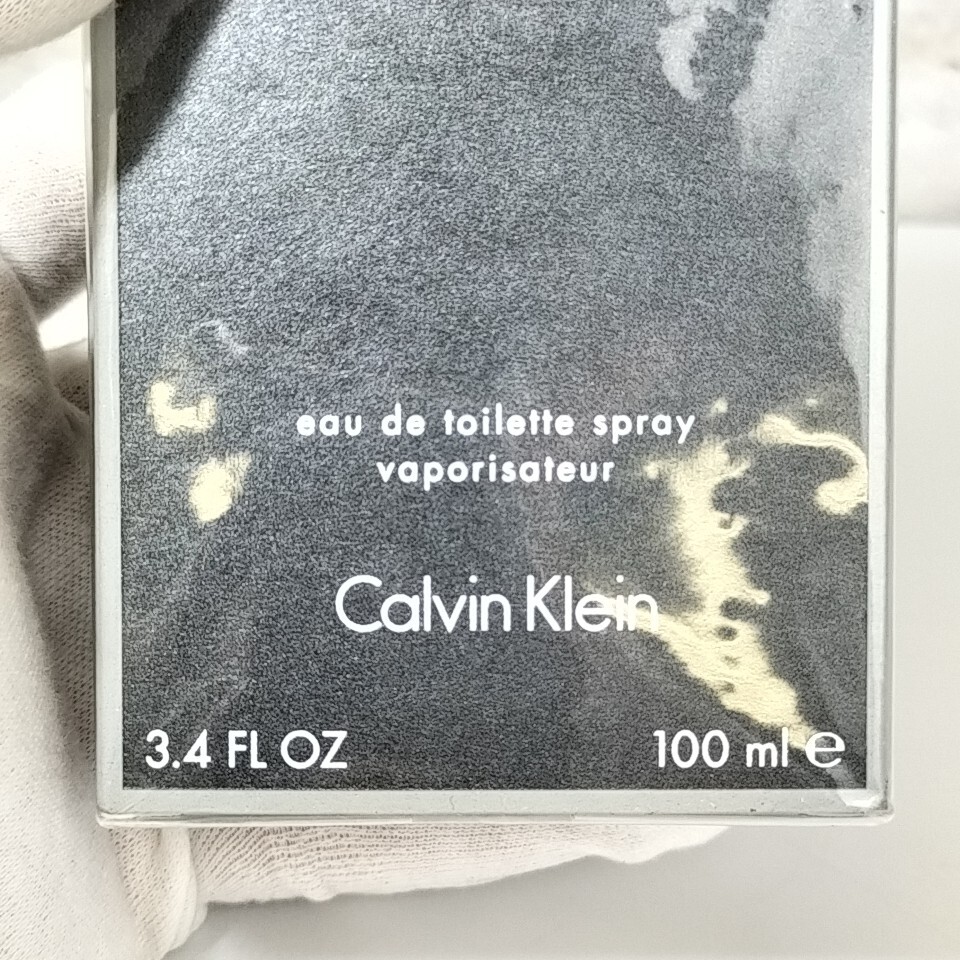 eau de toilette spray
vaporisateur
Calvin Klein
3.4 FL OZ 100 ml ℮